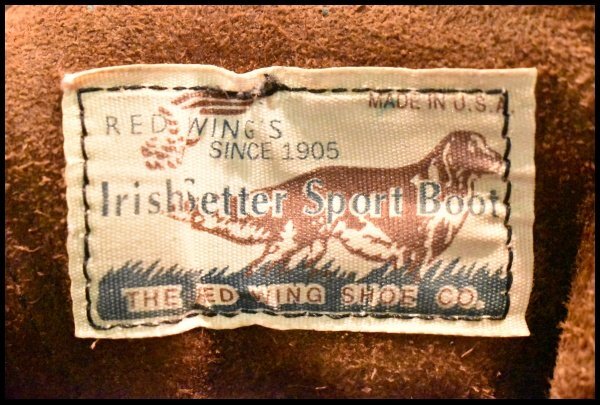 MADE IN U.S.A
RED WING'S
SINCE 1905
Irish Setter Sport Boot
THE RED WING SHOE CO.